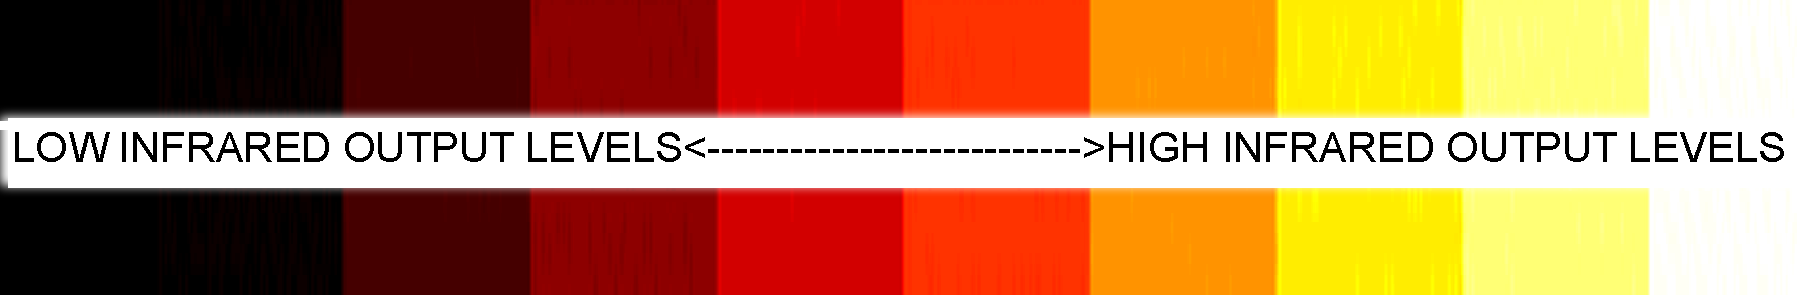 LOW INFRARED OUTPUT LEVELS<--------------------------->HIGH INFRARED OUTPUT LEVELS